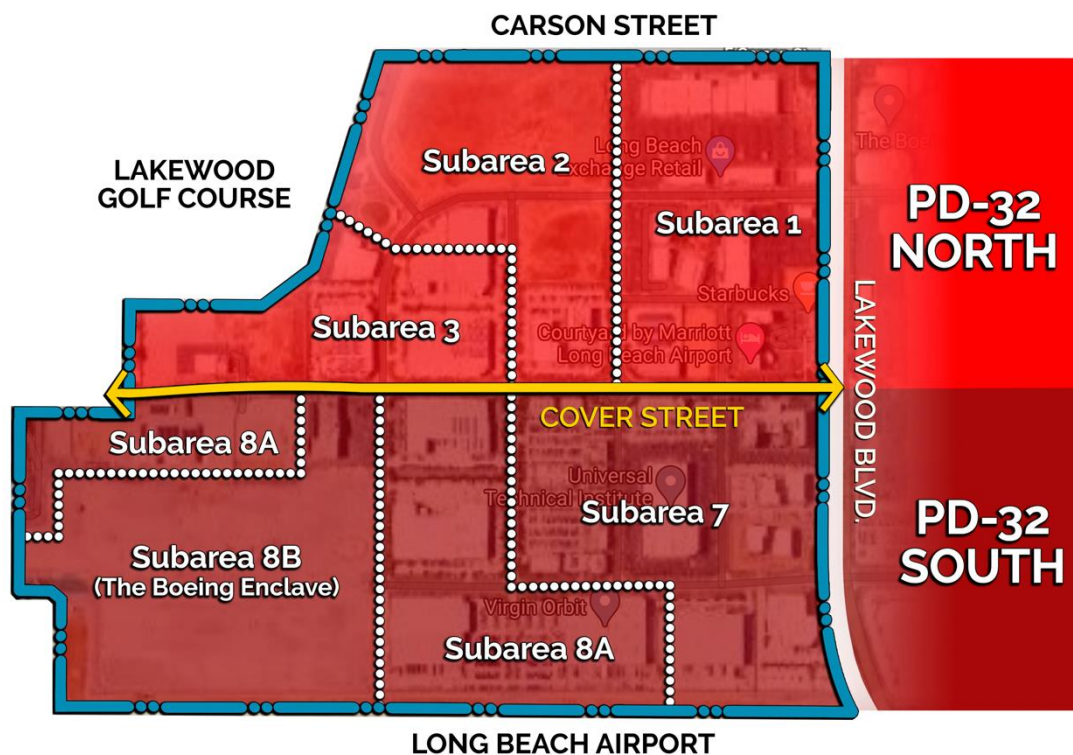 CARSON STREET
LAKEWOOD
GOLF COURSE
Subarea 2
Long Beach
Exchange Retail
The Boe
Subarea 1
PD-32
NORTH
Starbucks
Subarea 3
Courtyard by Marriott
Long Beach Airport
LAKEWOOD BLVD.
COVER STREET
Subarea 8A
Universal
Technical Institute
Subarea 7
PD-32
SOUTH
Subarea 8B
(The Boeing Enclave)
Virgin Orbit
Subarea 8A
LONG BEACH AIRPORT